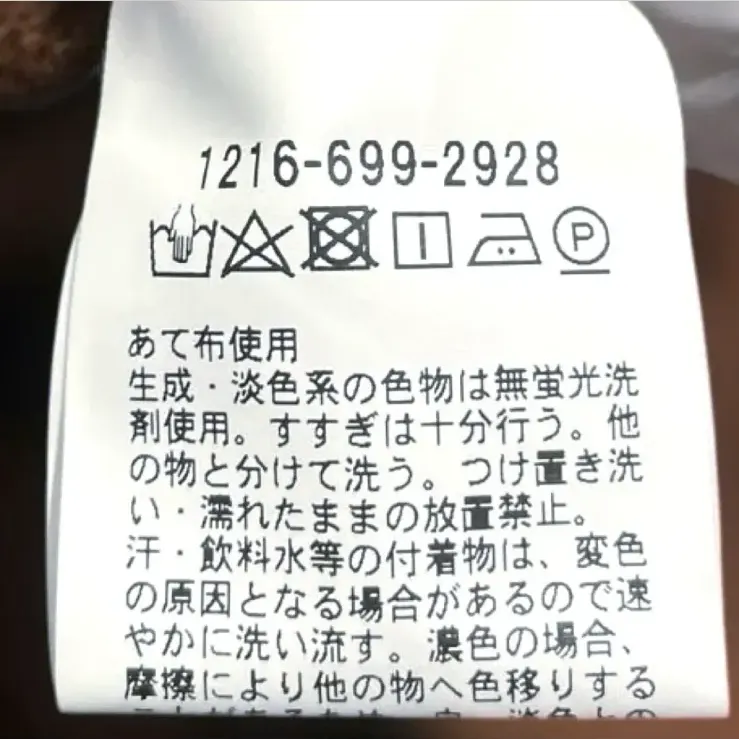 1216-699-2928
P
あて布使用
生成・淡色系の色物は無蛍光洗
剤使用。すすぎは十分行う。他
の物と分けて洗う。つけ置き洗
い・濡れたままの放置禁止。
汗・飲料水等の付着物は、変色
の原因となる場合があるので速
やかに洗い流す。濃色の場合、
摩擦により他の物へ色移りする